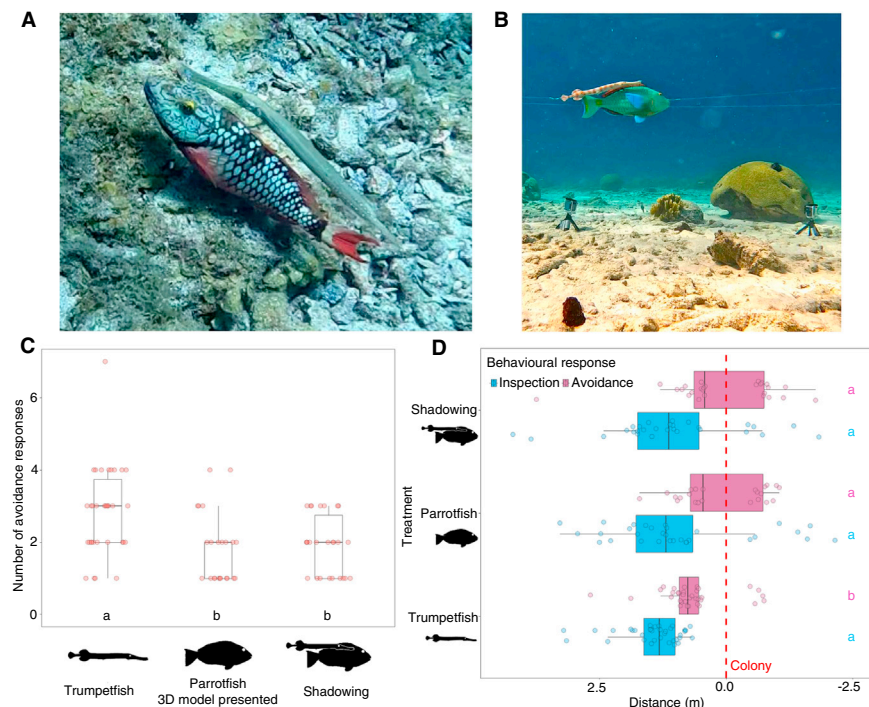 A
B
C
Number of avoidance responses
6
4
2
0
a
b
b
Trumpetfish
Parrotfish
3D model presented
Shadowing
D
Behavioural response
Inspection
Avoidance
Treatment
Shadowing
Parrotfish
Trumpetfish
a
a
a
a
b
a
Colony
2.5
0.0
-2.5
Distance (m)